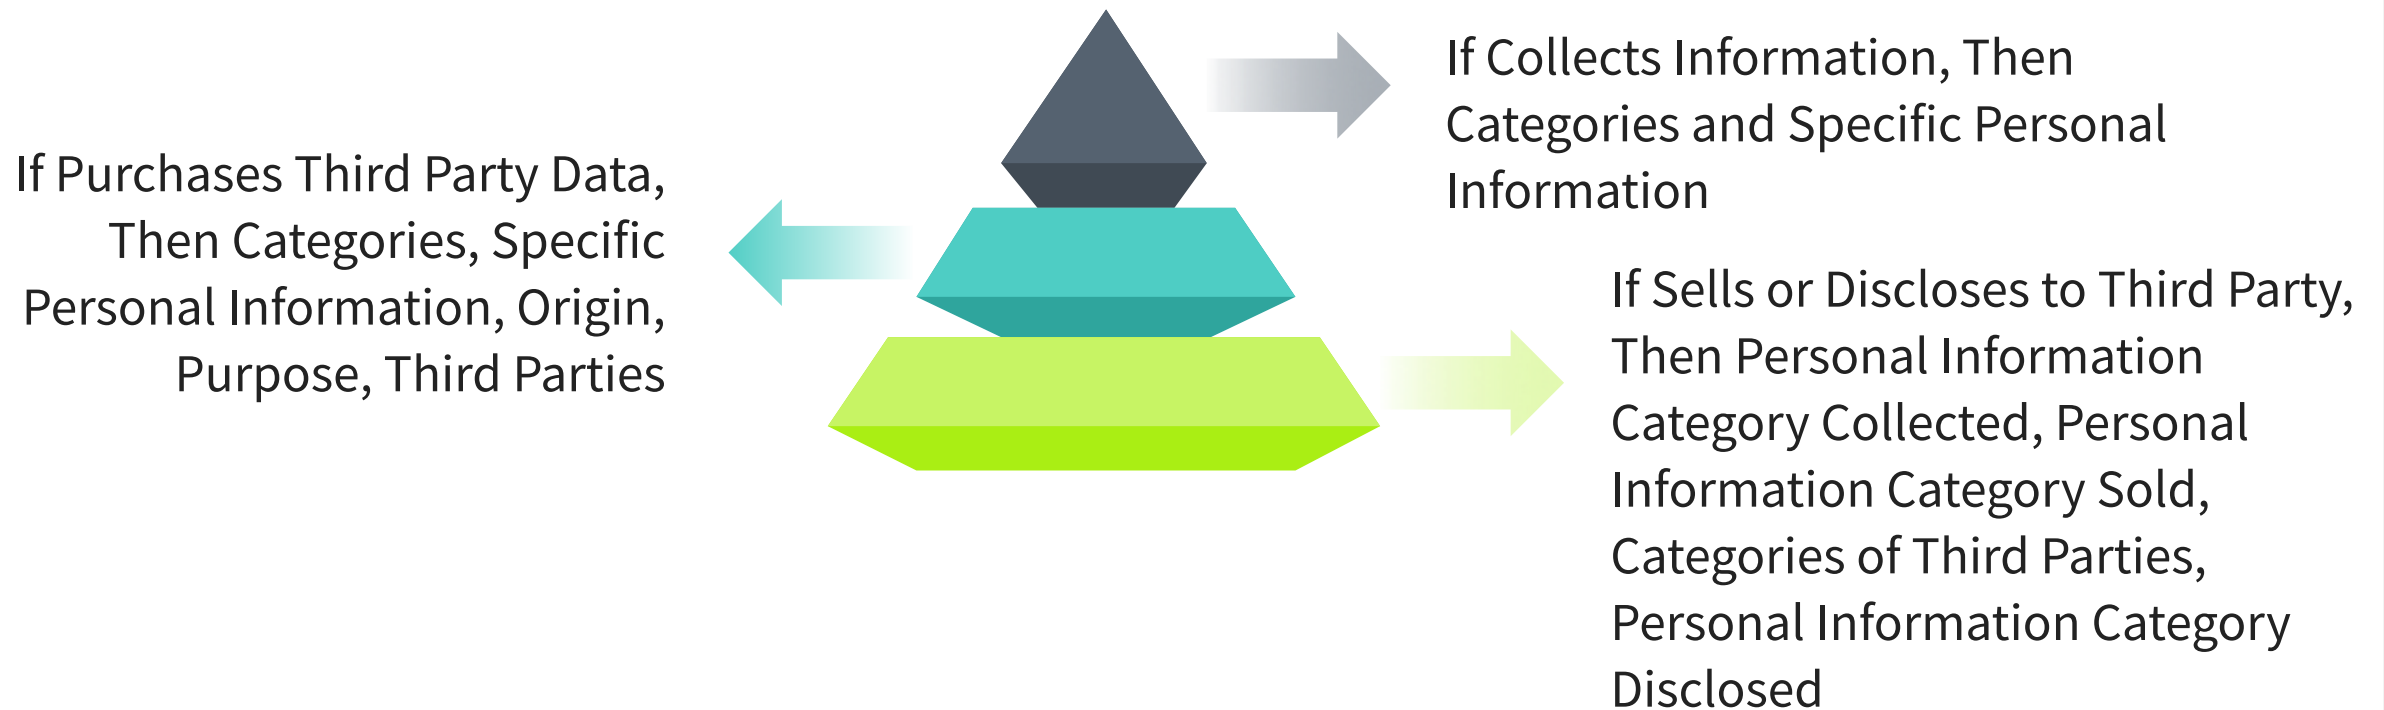 If Collects Information, Then
Categories and Specific Personal
Information
If Purchases Third Party Data,
Then Categories, Specific
Personal Information, Origin,
Purpose, Third Parties
If Sells or Discloses to Third Party,
Then Personal Information
Category Collected, Personal
Information Category Sold,
Categories of Third Parties,
Personal Information Category
Disclosed